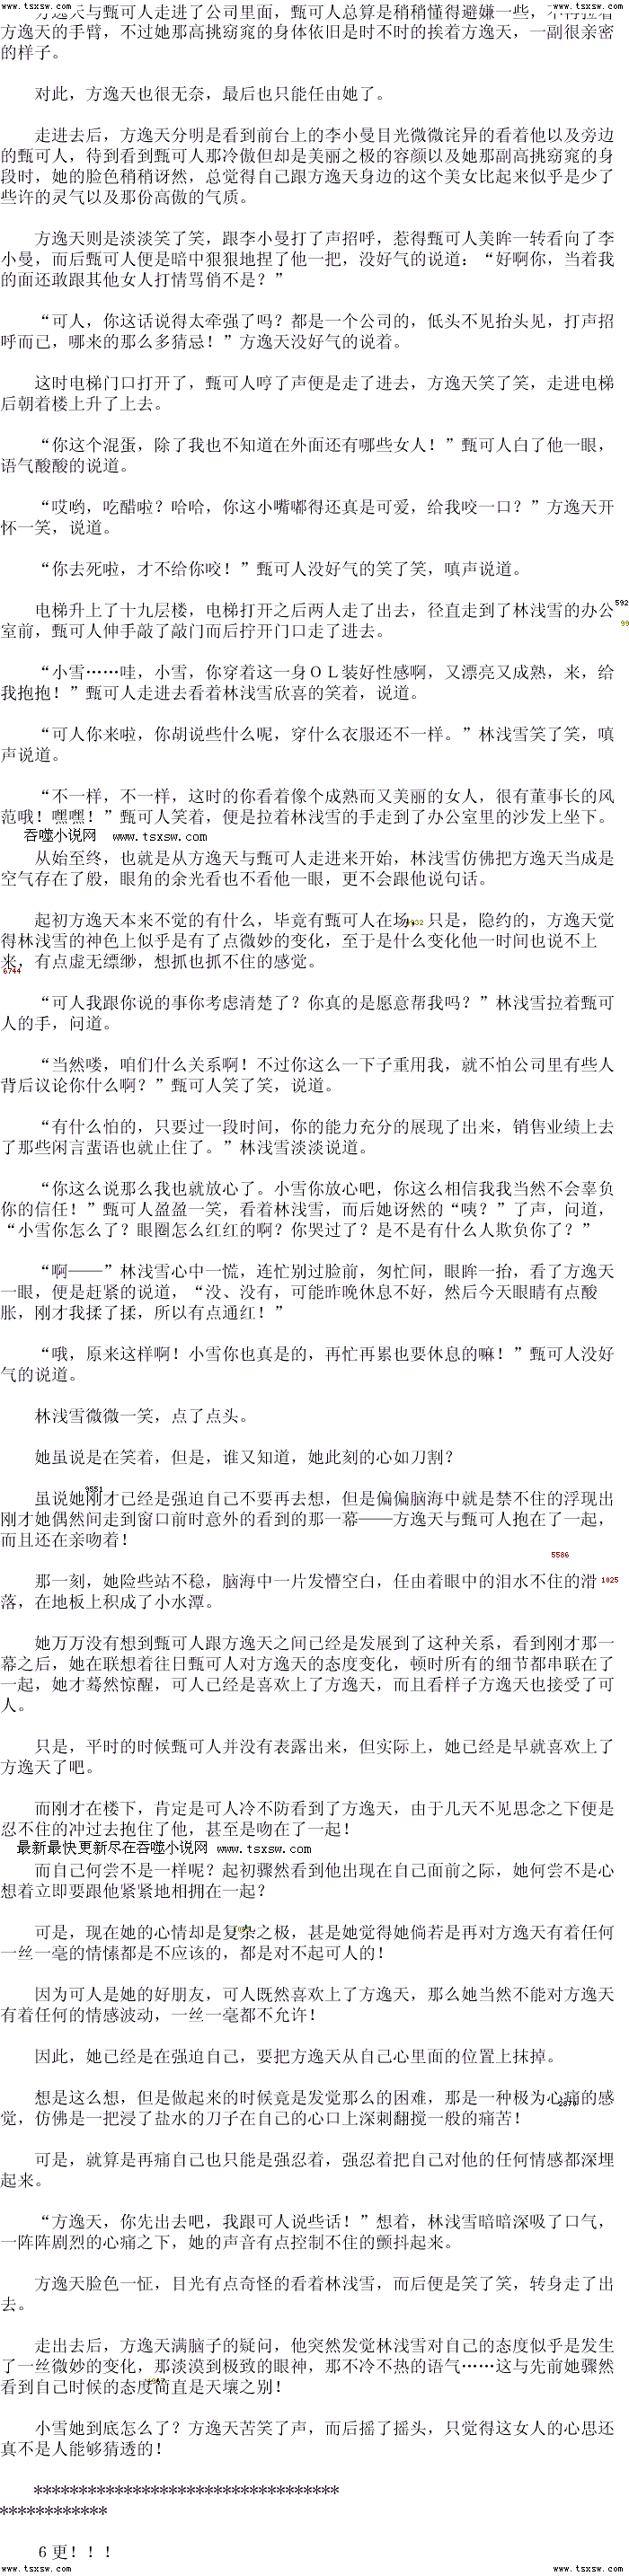 www.tsxsw.com www.tsxsw.com
方逸天与甄可人走进了公司里面，甄可人总算是稍稍懂得避嫌一些，不再拉着
方逸天的手臂，不过她那高挑窈窕的身体依旧是时不时的挨着方逸天，一副很亲密
的样子。
对此，方逸天也很无奈，最后也只能任由她了。
走进去后，方逸天分明是看到前台上的李小曼目光微微诧异的看着他以及旁边
的甄可人，待到看到甄可人那冷傲但却是美丽之极的容颜以及她那副高挑窈窕的身
段时，她的脸色稍稍讶然，总觉得自己跟方逸天身边的这个美女比起来似乎是少了
些许的灵气以及那份高傲的气质。
方逸天则是淡淡笑了笑，跟李小曼打了声招呼，惹得甄可人美眸一转看向了李
小曼，而后甄可人便是暗中狠狠地捏了他一把，没好气的说道：“好啊你，当着我
的面还敢跟其他女人打情骂俏不是？”
“可人，你这话说得太牵强了吗？都是一个公司的，低头不见抬头见，打声招
呼而已，哪来的那么多猜忌！”方逸天没好气的说着。
这时电梯门口打开了，甄可人哼了声便是走了进去，方逸天笑了笑，走进电梯
后朝着楼上升了上去。
“你这个混蛋，除了我也不知道在外面还有哪些女人！”甄可人白了他一眼，
语气酸酸的说道。
“哎哟，吃醋啦？哈哈，你这小嘴嘟得还真是可爱，给我咬一口？”方逸天开
怀一笑，说道。
“你去死啦，才不给你咬！”甄可人没好气的笑了笑，嗔声说道。
电梯升上了十九层楼，电梯打开之后两人走了出去，径直走到了林浅雪的办公
592
室前，甄可人伸手敲了敲门而后拧开门口走了进去。
99
“小雪……哇，小雪，你穿着这一身ＯＬ装好性感啊，又漂亮又成熟，来，给
我抱抱！”甄可人走进去看着林浅雪欣喜的笑着，说道。
“可人你来啦，你胡说些什么呢，穿什么衣服还不一样。”林浅雪笑了笑，嗔
声说道。
“不一样，不一样，这时的你看着像个成熟而又美丽的女人，很有董事长的风
范哦！嘿嘿！”甄可人笑着，便是拉着林浅雪的手走到了办公室里的沙发上坐下。
吞噬小说网 www.tsxsw.com
从始至终，也就是从方逸天与甄可人走进来开始，林浅雪仿佛把方逸天当成是
空气存在了般，眼角的余光看也不看他一眼，更不会跟他说句话。
起初方逸天本来不觉的有什么，毕竟有甄可人在场，只是，隐约的，方逸天觉
得林浅雪的神色上似乎是有了点微妙的变化，至于是什么变化他一时间也说不上
来，有点虚无缥缈，想抓也抓不住的感觉。
6744
“可人我跟你说的事你考虑清楚了？你真的是愿意帮我吗？”林浅雪拉着甄可
人的手，问道。
“当然喽，咱们什么关系啊！不过你这么一下子重用我，就不怕公司里有些人
背后议论你什么啊？”甄可人笑了笑，说道。
“有什么怕的，只要过一段时间，你的能力充分的展现了出来，销售业绩上去
了那些闲言蜚语也就止住了。”林浅雪淡淡说道。
“你这么说那么我也就放心了。小雪你放心吧，你这么相信我我当然不会辜负
你的信任！”甄可人盈盈一笑，看着林浅雪，而后她讶然的“咦？”了声，问道，
“小雪你怎么了？眼圈怎么红红的啊？你哭过了？是不是有什么人欺负你了？”
“啊——”林浅雪心中一慌，连忙别过脸前，匆忙间，眼眸一抬，看了方逸天
一眼，便是赶紧的说道，“没、没有，可能昨晚休息不好，然后今天眼睛有点酸
胀，刚才我揉了揉，所以有点通红！”
“哦，原来这样啊！小雪你也真是的，再忙再累也要休息的嘛！”甄可人没好
气的说道。
林浅雪微微一笑，点了点头。
她虽说是在笑着，但是，谁又知道，她此刻的心如刀割？
9551
虽说她刚才已经是强迫自己不要再去想，但是偏偏脑海中就是禁不住的浮现出
刚才她偶然间走到窗口前时意外的看到的那一幕——方逸天与甄可人抱在了一起，
而且还在亲吻着！
5586
那一刻，她险些站不稳，脑海中一片发懵空白，任由着眼中的泪水不住的滑
1025
落，在地板上积成了小水潭。
她万万没有想到甄可人跟方逸天之间已经是发展到了这种关系，看到刚才那一
幕之后，她在联想着往日甄可人对方逸天的态度变化，顿时所有的细节都串联在了
一起，她才蓦然惊醒，可人已经是喜欢上了方逸天，而且看样子方逸天也接受了可
人。
只是，平时的时候甄可人并没有表露出来，但实际上，她已经是早就喜欢上了
方逸天了吧。
而刚才在楼下，肯定是可人冷不防看到了方逸天，由于几天不见思念之下便是
忍不住的冲过去抱住了他，甚至是吻在了一起！
最新最快更新尽在吞噬小说网 www.tsxsw.com
而自己何尝不是一样呢？起初骤然看到他出现在自己面前之际，她何尝不是心
想着立即要跟他紧紧地相拥在一起？
可是，现在她的心情却是复杂之极，甚是她觉得她倘若是再对方逸天有着任何
一丝一毫的情愫都是不应该的，都是对不起可人的！
因为可人是她的好朋友，可人既然喜欢上了方逸天，那么她当然不能对方逸天
有着任何的情感波动，一丝一毫都不允许！
因此，她已经是在强迫自己，要把方逸天从自己心里面的位置上抹掉。
想是这么想，但是做起来的时候竟是发觉那么的困难，那是一种极为心痛的感
觉，仿佛是一把浸了盐水的刀子在自己的心口上深刺翻搅一般的痛苦！
可是，就算是再痛自己也只能是强忍着，强忍着把自己对他的任何情感都深埋
起来。
“方逸天，你先出去吧，我跟可人说些话！”想着，林浅雪暗暗深吸了口气，
一阵阵剧烈的心痛之下，她的声音有点控制不住的颤抖起来。
方逸天脸色一怔，目光有点奇怪的看着林浅雪，而后便是笑了笑，转身走了出
去。
走出去后，方逸天满脑子的疑问，他突然发觉林浅雪对自己的态度似乎是发生
了一丝微妙的变化，那淡漠到极致的眼神，那不冷不热的语气……这与先前她骤然
看到自己时候的态度简直是天壤之别！
小雪她到底怎么了？方逸天苦笑了声，而后摇了摇头，只觉得这女人的心思还
真不是人能够猜透的！
**********************************
************
６更！！！
www.tsxsw.com www.tsxsw.com